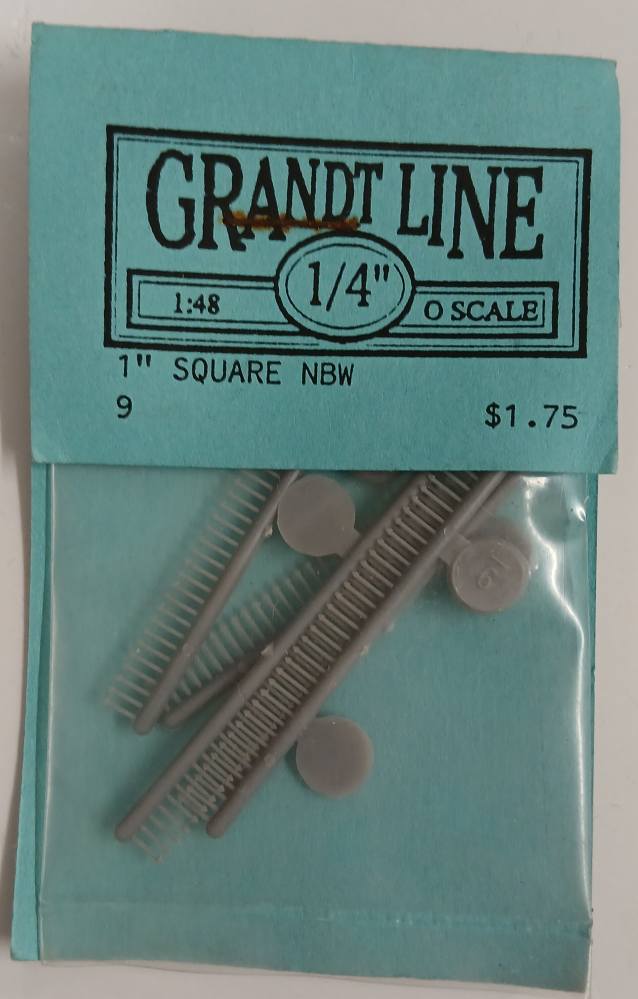 GRANDT LINE
1/4"
1:48 O SCALE
1" SQUARE NBW
9 $1.75